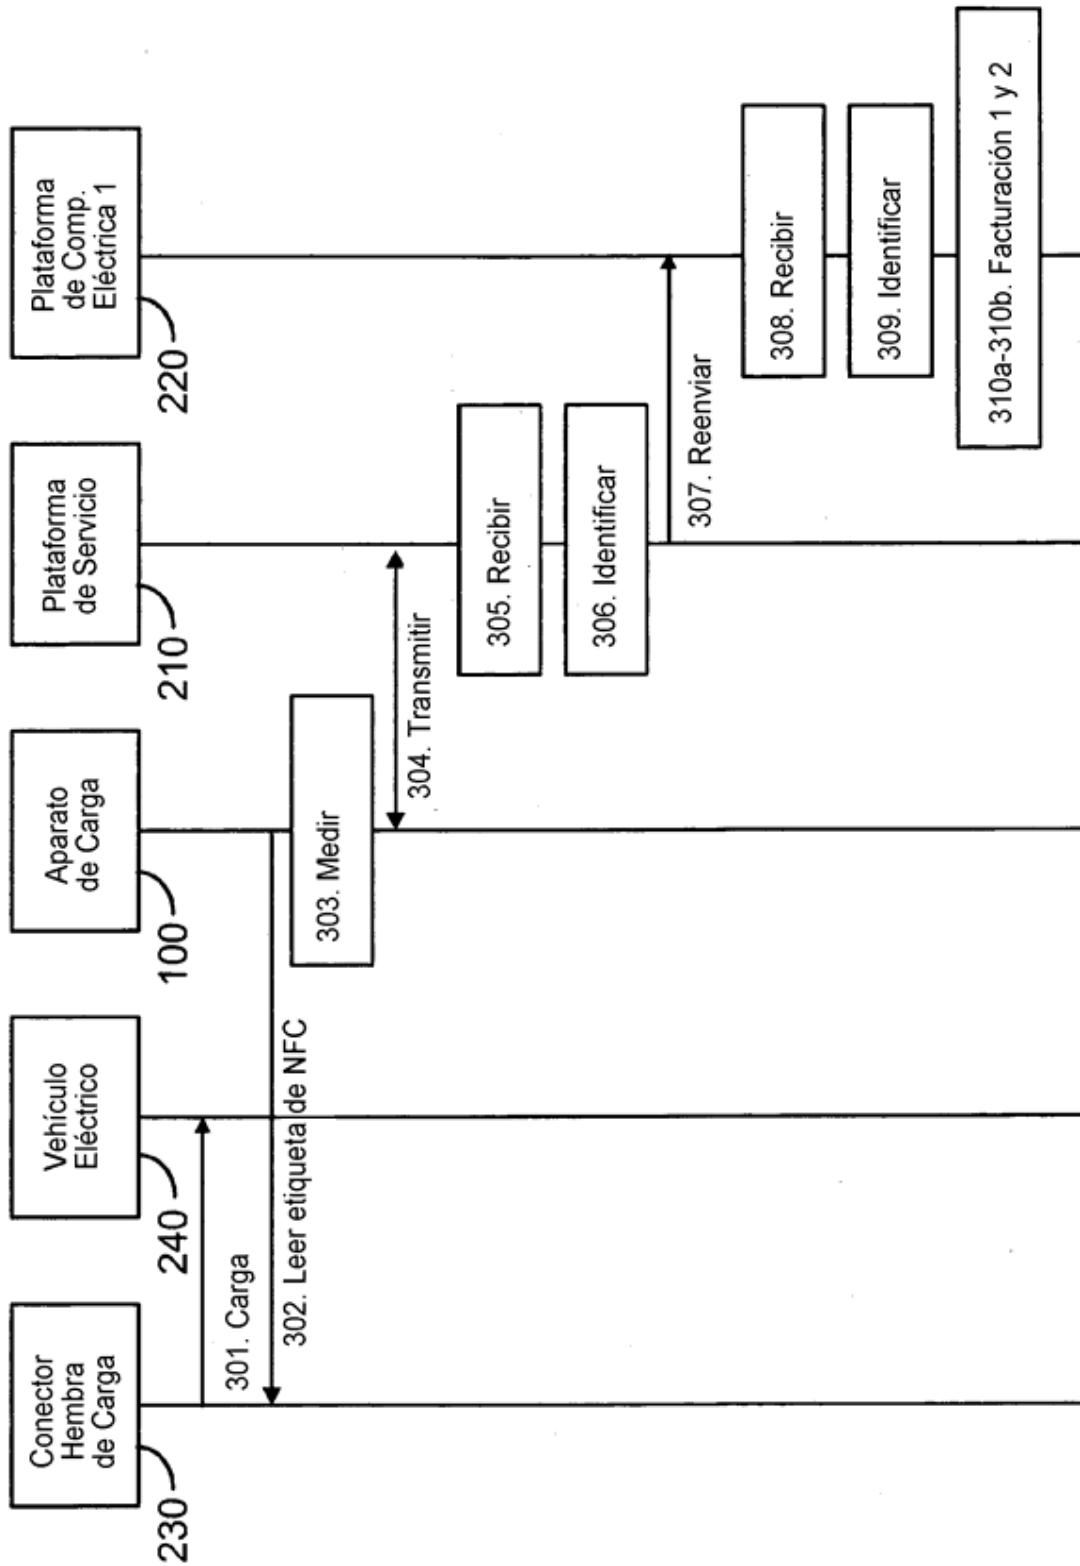 Conector
Hembra
de Carga
230
Vehículo
Eléctrico
240
Aparato
de Carga
100
Plataforma
de Servicio
210
Plataforma
de Comp.
Eléctrica 1
220
301. Carga
302. Leer etiqueta de NFC
303. Medir
304. Transmitir
305. Recibir
306. Identificar
307. Reenviar
308. Recibir
309. Identificar
310a-310b. Facturación 1 y 2